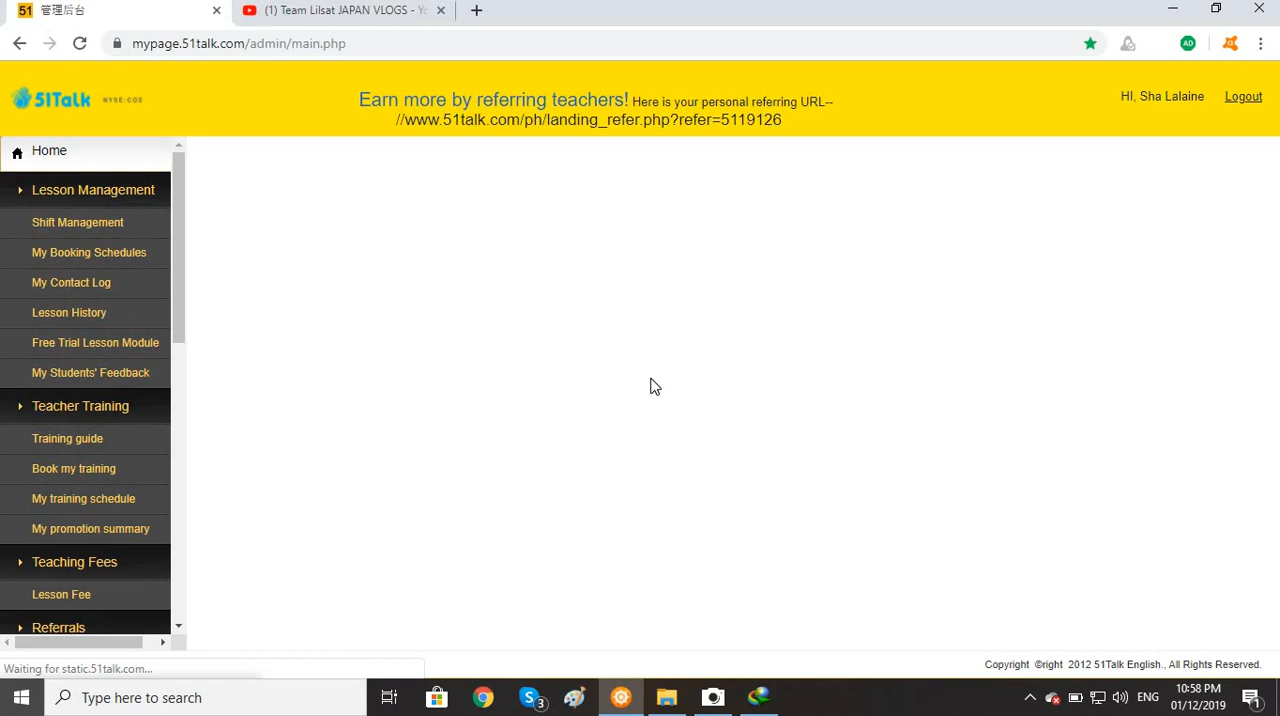 51 管理后台
(1) Team Lilsat JAPAN VLOGS - Yo
mypage.51talk.com/admin/main.php
AD
51Talk NYSE:COE
Earn more by referring teachers! Here is your personal referring URL--
//www.51talk.com/ph/landing_refer.php?refer=5119126
HI, Sha Lalaine
Logout
Home
Lesson Management
Shift Management
My Booking Schedules
My Contact Log
Lesson History
Free Trial Lesson Module
My Students' Feedback
Teacher Training
Training guide
Book my training
My training schedule
My promotion summary
Teaching Fees
Lesson Fee
Referrals
Waiting for static.51talk.com...
Copyright ©right 2012 51Talk English., All Rights Reserved.
Type here to search
S 3
ENG
10:58 PM
01/12/2019
1